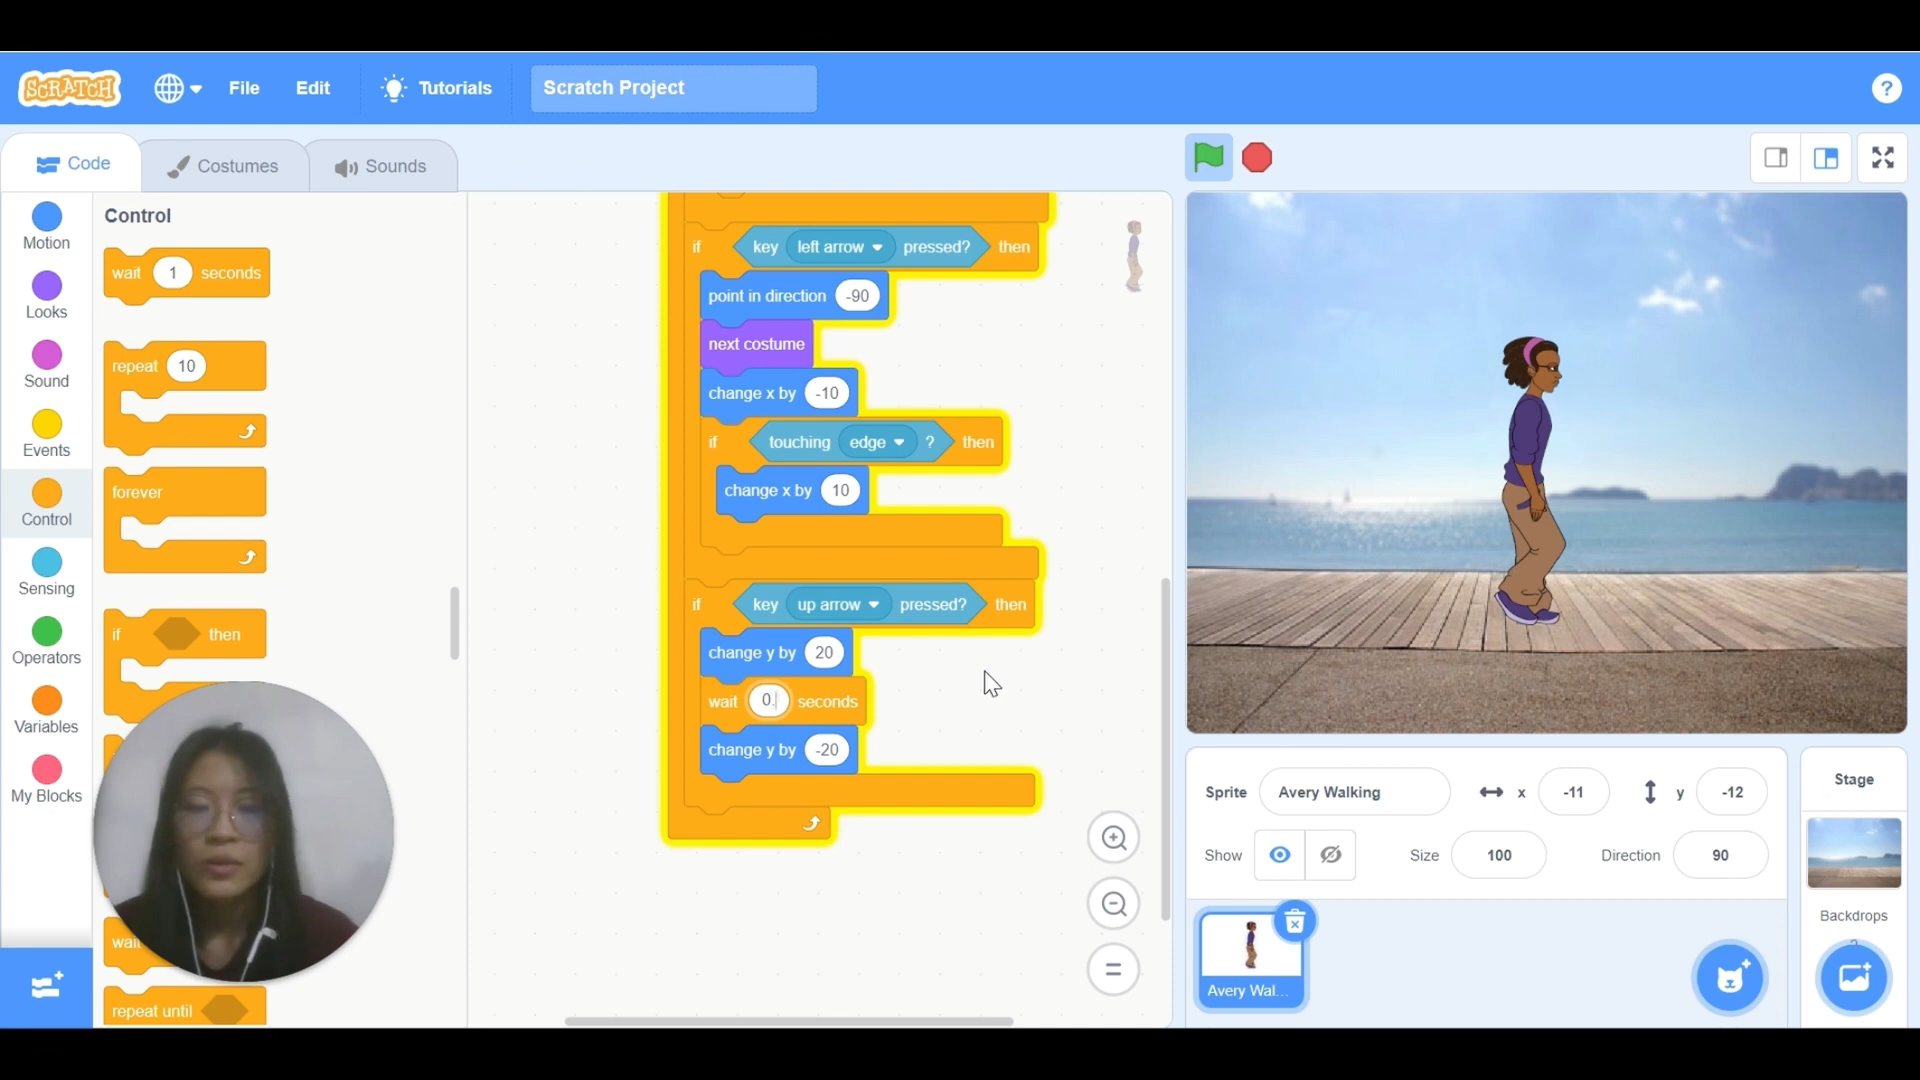 SCRATCH
File
Edit
Tutorials
Scratch Project
?
Code
Costumes
Sounds
Motion
Looks
Sound
Events
Control
Sensing
Operators
Variables
My Blocks
Control
wait 1 seconds
repeat 10
forever
if then
wait
repeat until
if key left arrow pressed? then
point in direction -90
next costume
change x by -10
if touching edge ? then
change x by 10
if key up arrow pressed? then
change y by 20
wait 0. seconds
change y by -20
Sprite Avery Walking x -11 y -12
Show Size 100 Direction 90
Avery Wal...
Stage
Backdrops